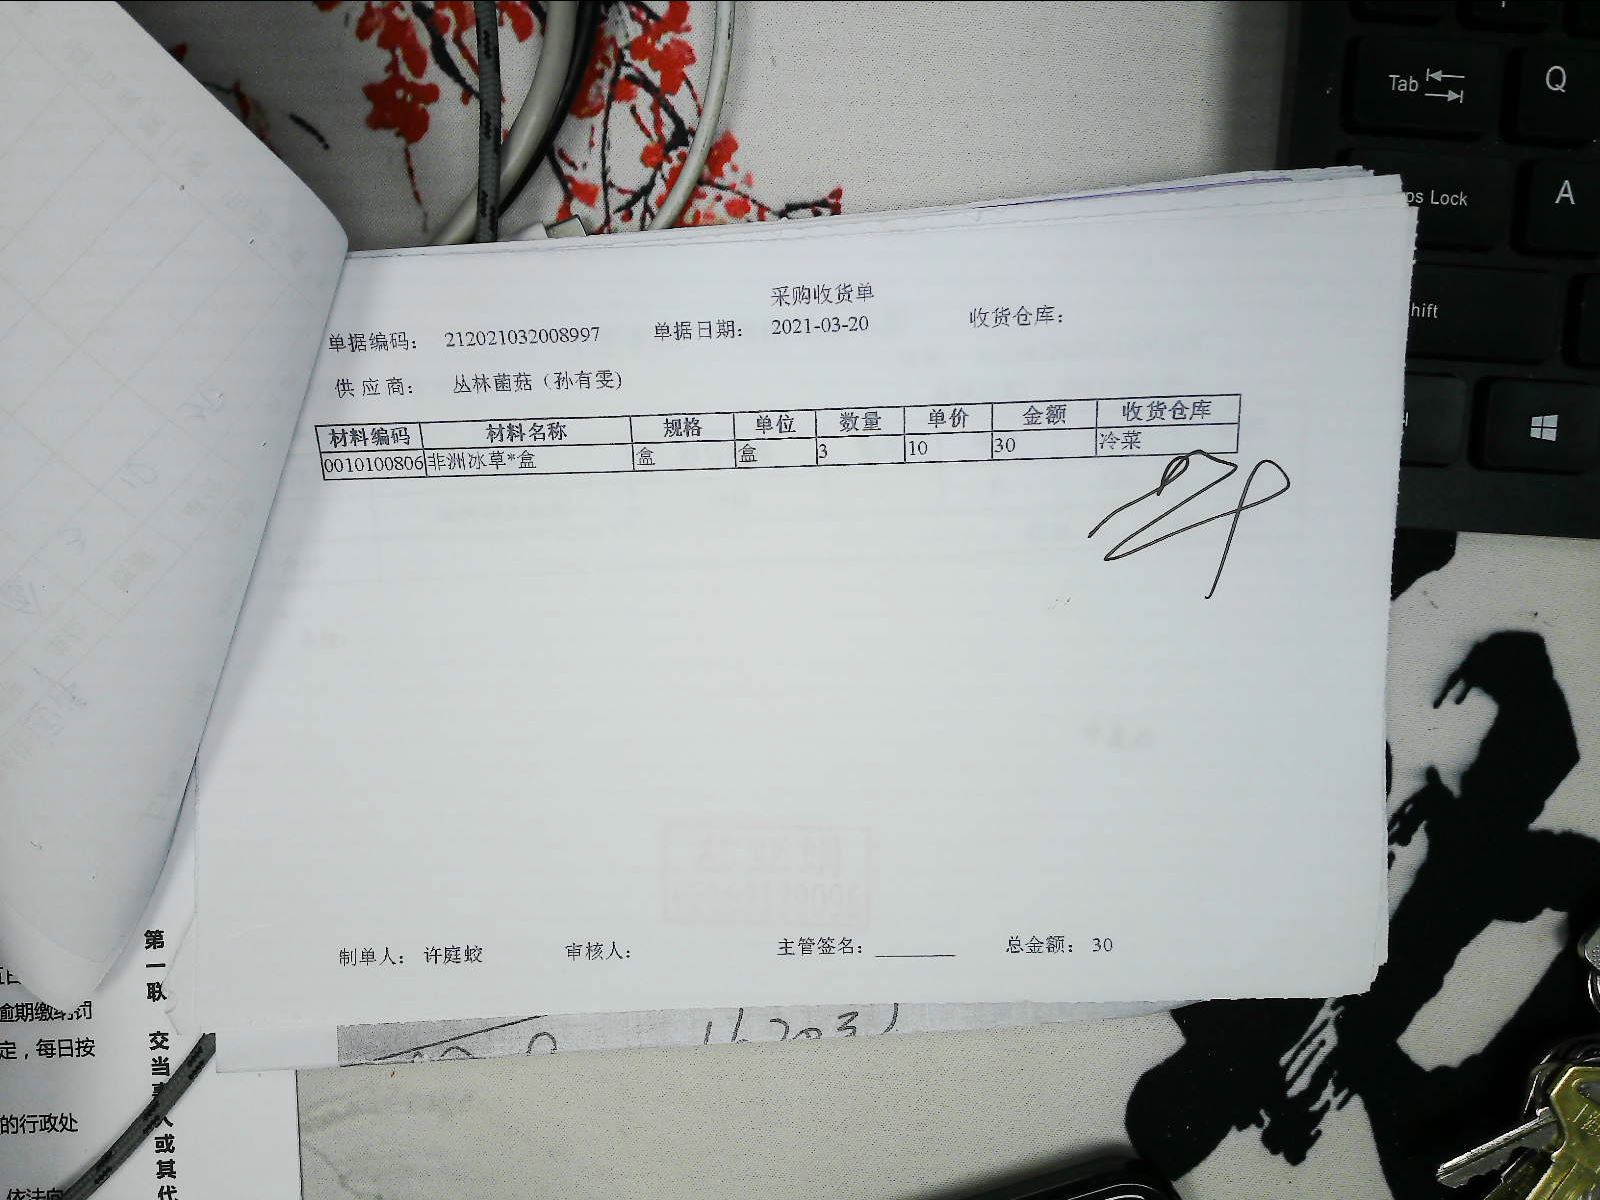 采购收货单
单据编码： 212021032008997 单据日期： 2021-03-20 收货仓库：
供应商： 丛林菌菇（孙有雯）
材料编码 材料名称 规格 单位 数量 单价 金额 收货仓库
0010100806 非洲冰草*盒 盒 盒 3 10 30 冷菜
制单人： 许庭蛟 审核人： 主管签名： 总金额： 30
第一联 交当事人或其代
逾期缴纳罚
定，每日按
的行政处
依法向
Tab
Q
ps Lock
A
hift